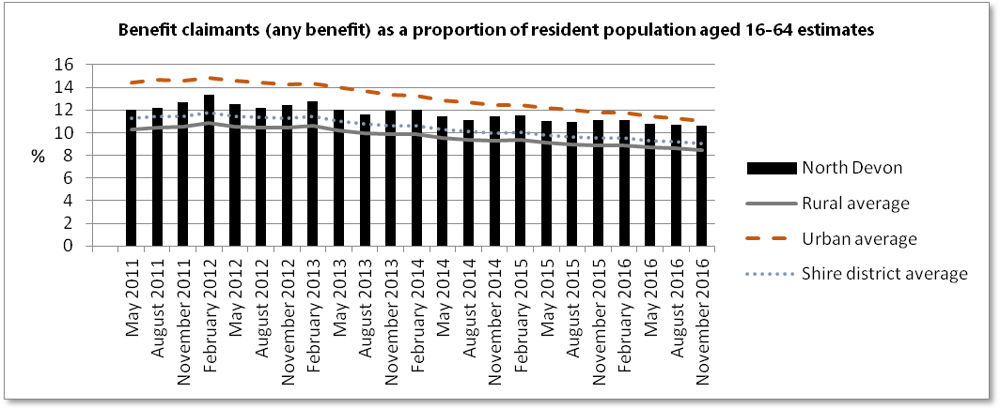 Benefit claimants (any benefit) as a proportion of resident population aged 16-64 estimates
16
14
12
10
8
6
4
2
0
%
May 2011
August 2011
November 2011
February 2012
May 2012
August 2012
November 2012
February 2013
May 2013
August 2013
November 2013
February 2014
May 2014
August 2014
November 2014
February 2015
May 2015
August 2015
November 2015
February 2016
May 2016
August 2016
November 2016
North Devon
Rural average
Urban average
Shire district average